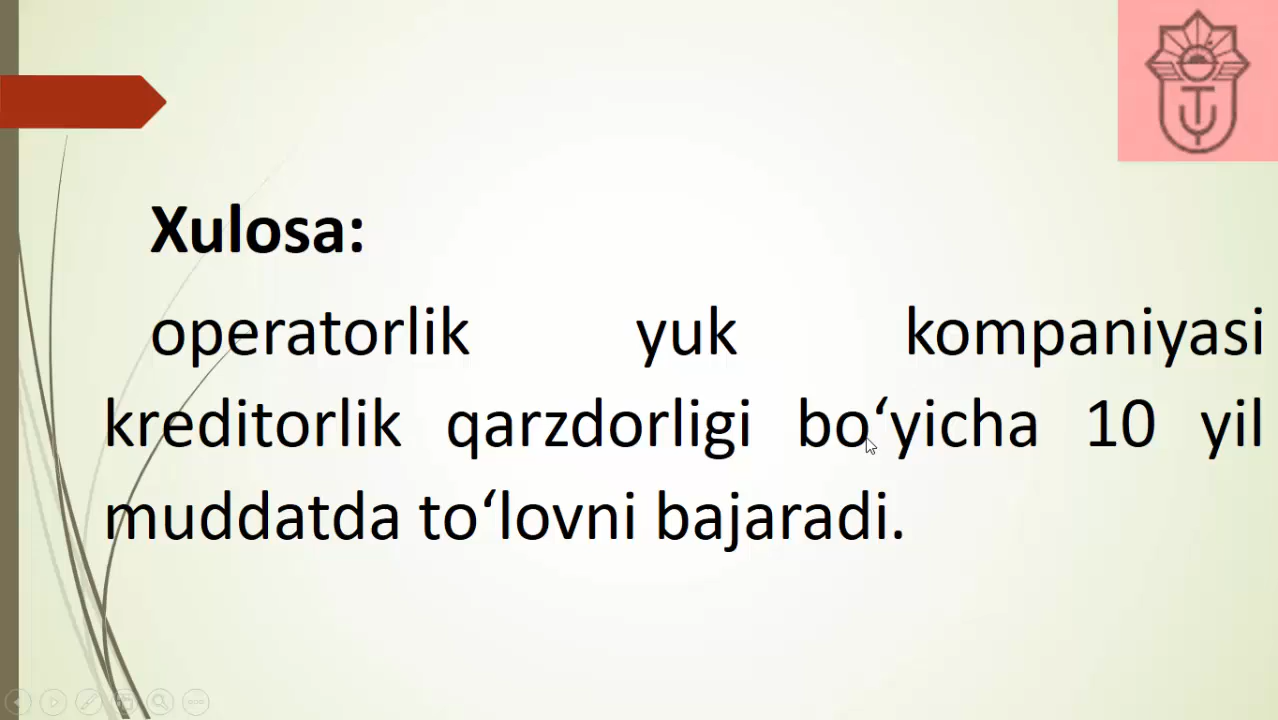 Xulosa:
operatorlik yuk kompaniyasi
kreditorlik qarzdorligi bo‘yicha 10 yil
muddatda to‘lovni bajaradi.